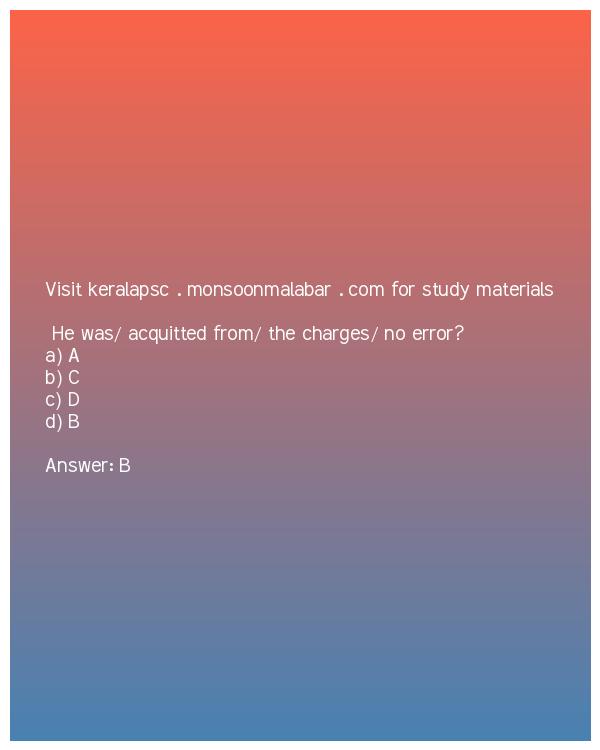 Visit keralapsc . monsoonmalabar . com for study materials
He was/ acquitted from/ the charges/ no error?
a) A
b) C
c) D
d) B
Answer: B